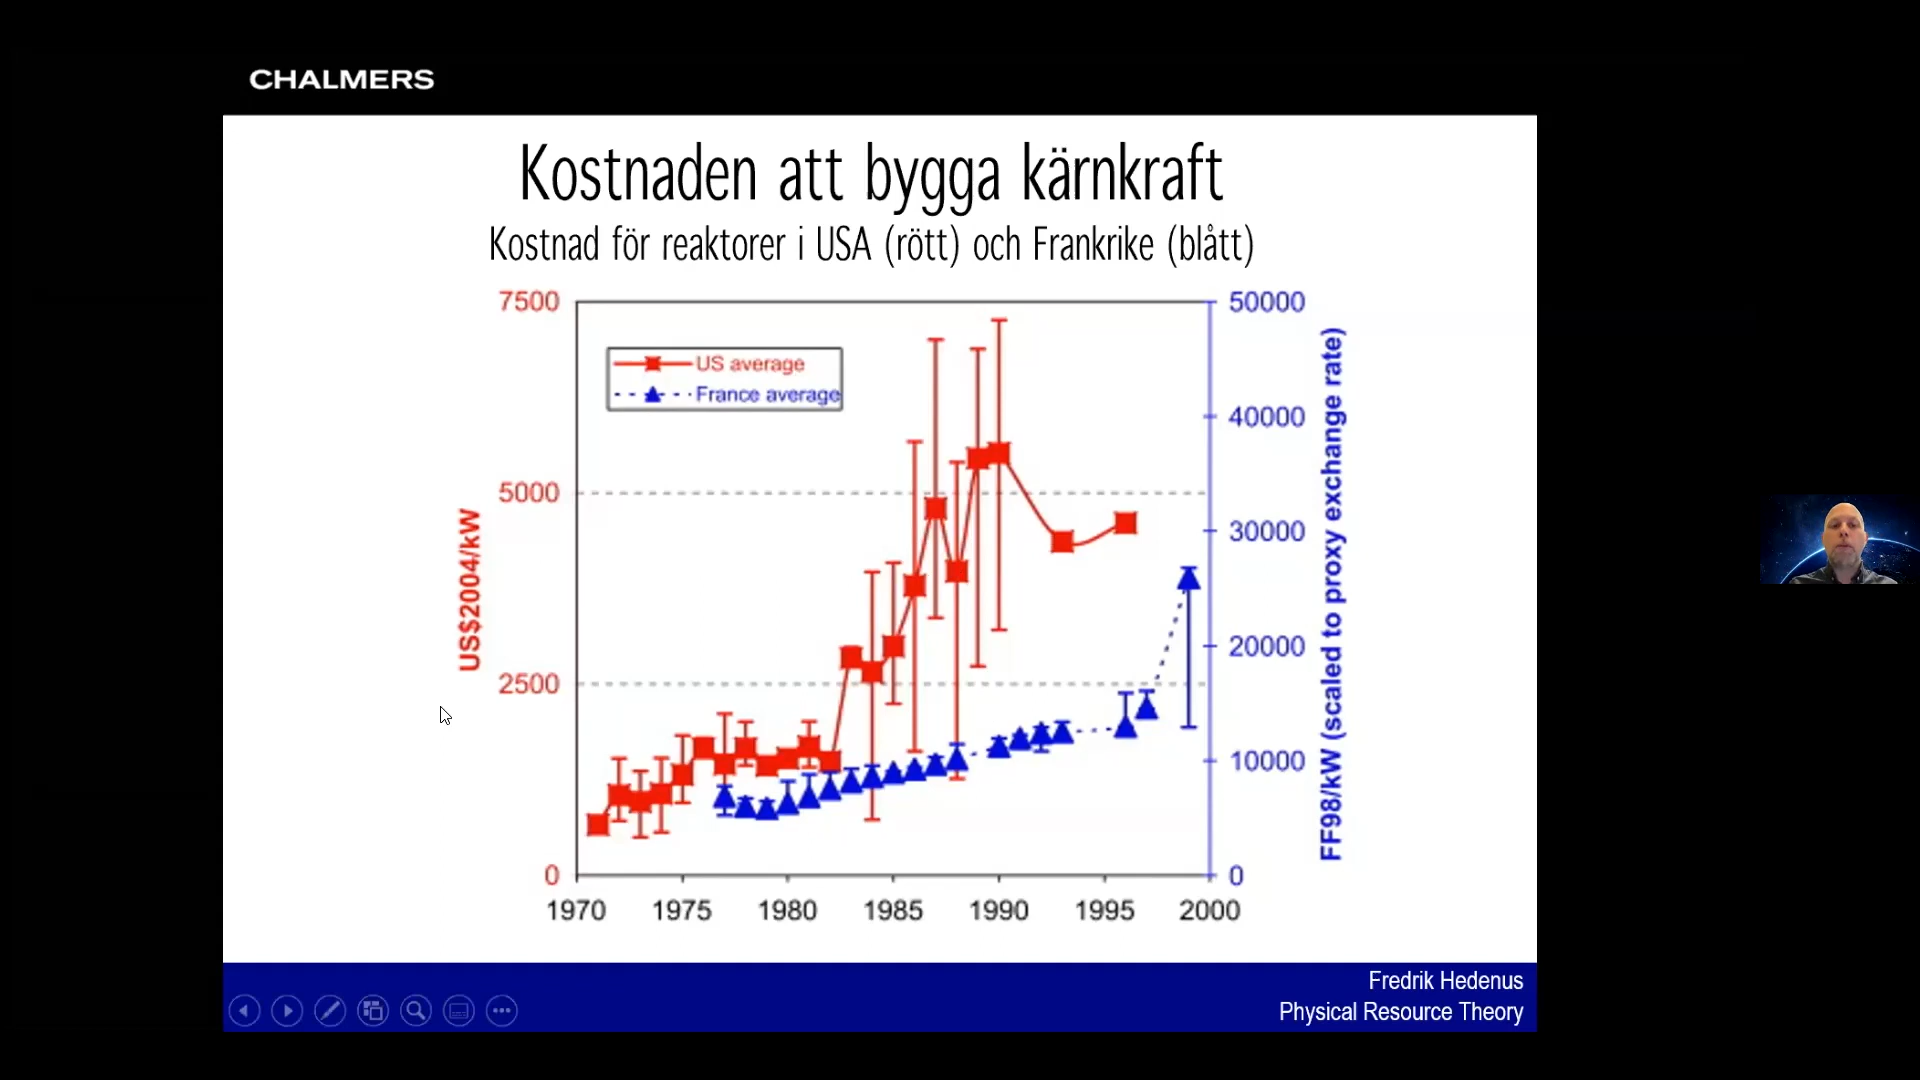 CHALMERS
Kostnaden att bygga kärnkraft
Kostnad för reaktorer i USA (rött) och Frankrike (blått)
7500
5000
2500
0
US$2004/kW
US average
France average
50000
40000
30000
20000
10000
0
FF98/kW (scaled to proxy exchange rate)
1970 1975 1980 1985 1990 1995 2000
Fredrik Hedenus
Physical Resource Theory